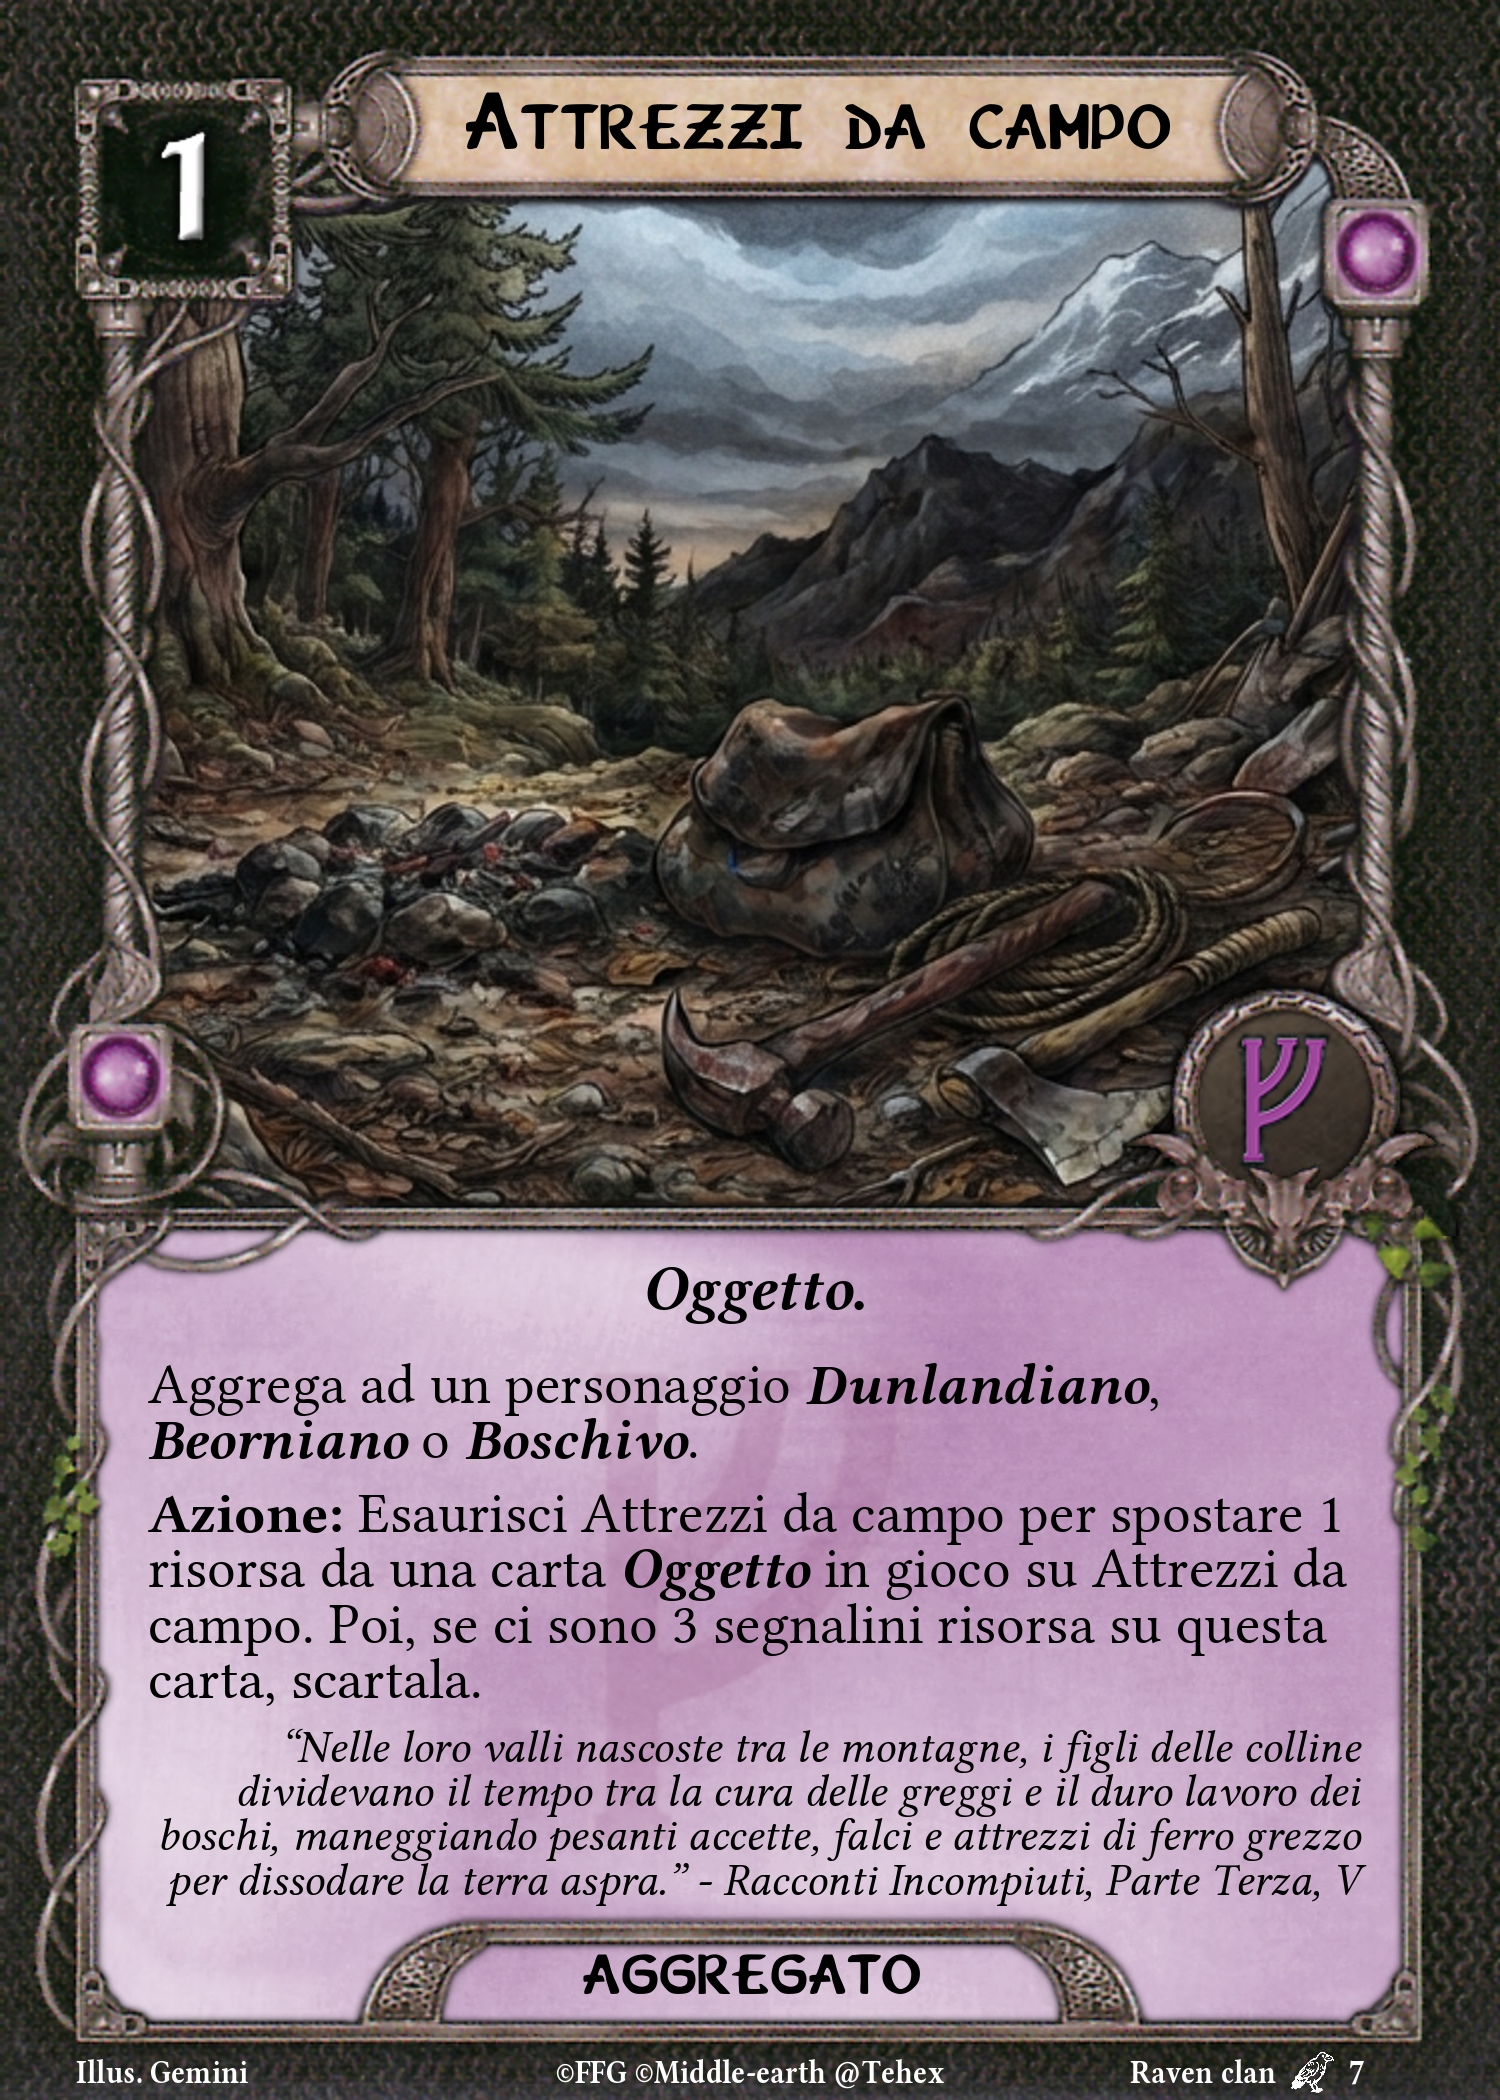 1
Attrezzi da campo
Oggetto.
Aggrega ad un personaggio Dunlandiano,
Beorniano o Boschivo.
Azione: Esaurisci Attrezzi da campo per spostare 1
risorsa da una carta Oggetto in gioco su Attrezzi da
campo. Poi, se ci sono 3 segnalini risorsa su questa
carta, scartala.
“Nelle loro valli nascoste tra le montagne, i figli delle colline
dividevano il tempo tra la cura delle greggi e il duro lavoro dei
boschi, maneggiando pesanti accette, falci e attrezzi di ferro grezzo
per dissodare la terra aspra.” - Racconti Incompiuti, Parte Terza, V
AGGREGATO
Illus. Gemini ©FFG ©Middle-earth @Tehex Raven clan 7